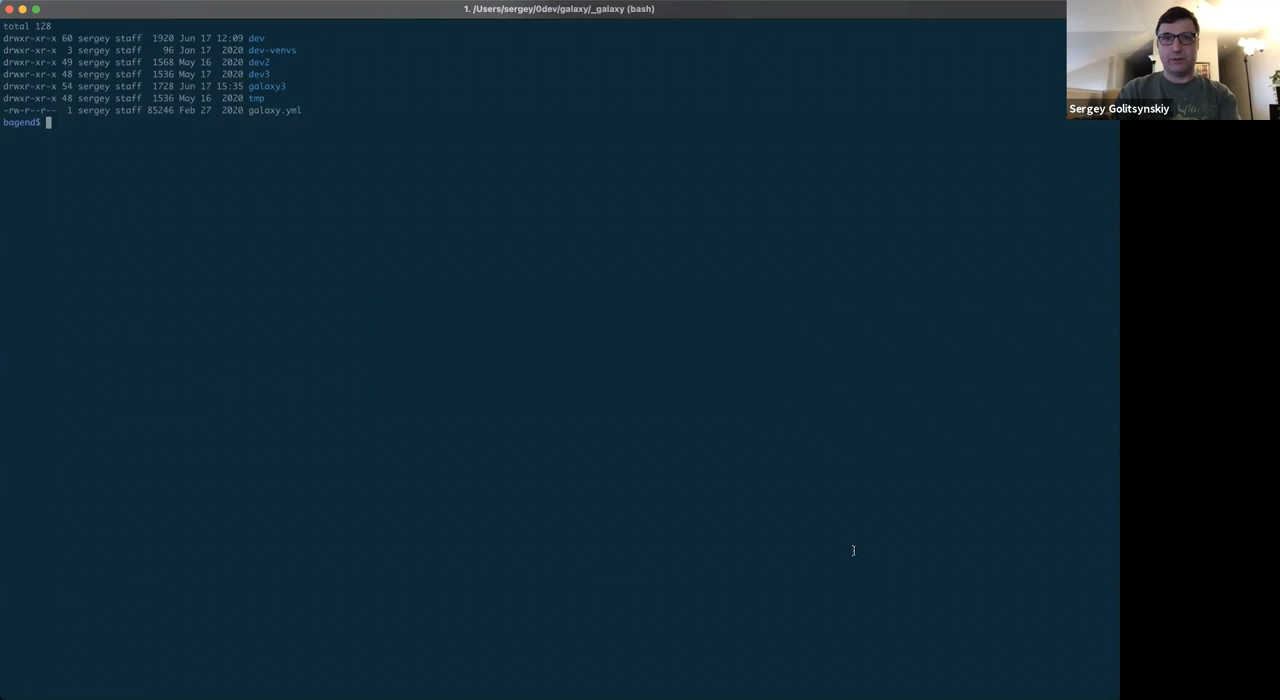 1. /Users/sergey/0dev/galaxy/_galaxy (bash)
total 128
drwxr-xr-x 60 sergey staff  1920 Jun 17 12:09 dev
drwxr-xr-x  3 sergey staff    96 Jan 17  2020 dev-venvs
drwxr-xr-x 49 sergey staff  1568 May 16  2020 dev2
drwxr-xr-x 48 sergey staff  1536 May 17  2020 dev3
drwxr-xr-x 54 sergey staff  1728 Jun 17 15:35 galaxy3
drwxr-xr-x 48 sergey staff  1536 May 16  2020 tmp
-rw-r--r--  1 sergey staff 85246 Feb 27  2020 galaxy.yml
bagend$
Sergey Golitsynskiy